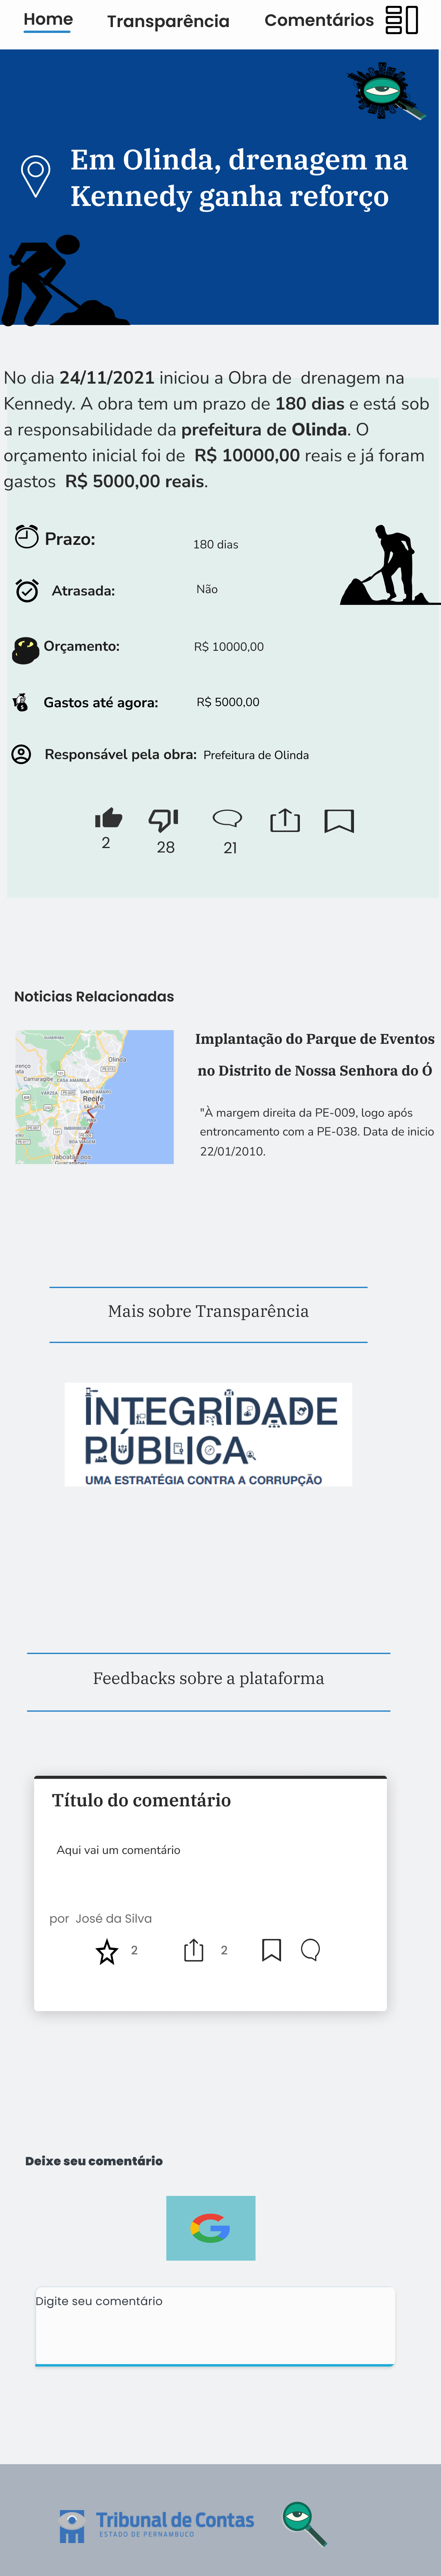 Home Transparência Comentários
Em Olinda, drenagem na
Kennedy ganha reforço
No dia 24/11/2021 iniciou a Obra de drenagem na
Kennedy. A obra tem um prazo de 180 dias e está sob
a responsabilidade da prefeitura de Olinda. O
orçamento inicial foi de R$ 10000,00 reais e já foram
gastos R$ 5000,00 reais.
Prazo: 180 dias
Atrasada: Não
Orçamento: R$ 10000,00
Gastos até agora: R$ 5000,00
Responsável pela obra: Prefeitura de Olinda
2 28 21
Noticias Relacionadas
Olinda
Camaragibe
CASA AMARELA
VÁRZEA
SANTO AMARO
Recife
BOA VIAGEM
Jaboatão dos
Guararapes
Implantação do Parque de Eventos
no Distrito de Nossa Senhora do Ó
"À margem direita da PE-009, logo após
entroncamento com a PE-038. Data de inicio
22/01/2010.
Mais sobre Transparência
INTEGRIDADE
PÚBLICA
UMA ESTRATÉGIA CONTRA A CORRUPÇÃO
Feedbacks sobre a plataforma
Título do comentário
Aqui vai um comentário
por José da Silva
2 2
Deixe seu comentário
Digite seu comentário
Tribunal de Contas
ESTADO DE PERNAMBUCO